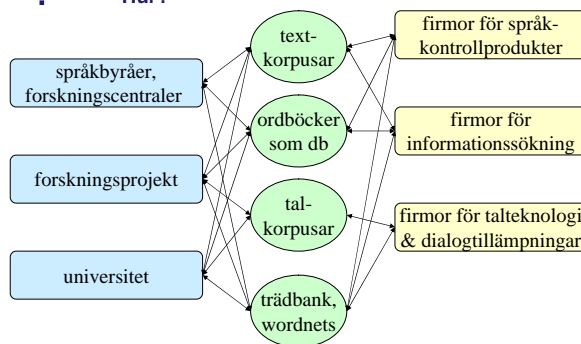 text-
korpusar
firmor för språk-
kontrollprodukter
språkbyråer,
forskningscentraler
ordböcker
som db
firmor för
informationssökning
forskningsprojekt
tal-
korpusar
firmor för talteknologi
& dialogtillämpningar
universitet
trädbank,
wordnets